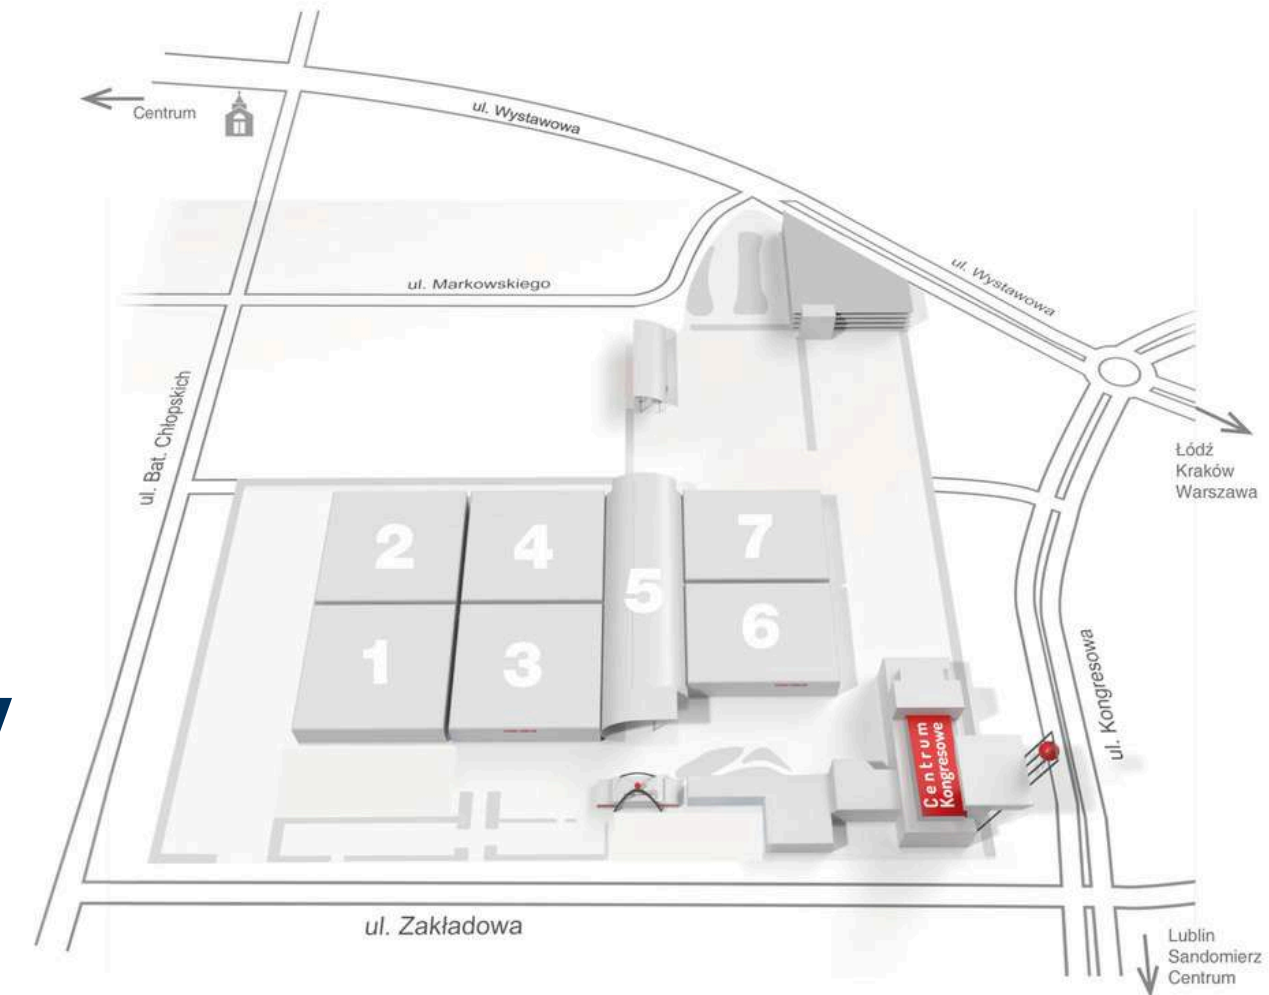 ul. Wystawowa
Centrum
ul. Markowskiego
ul. Wystawowa
ul. Bat. Chłopskich
Łódź
Kraków
Warszawa
2
4
5
7
1
3
6
ul. Kongresowa
Centrum
Kongresowe
ul. Zakładowa
Lublin
Sandomierz
Centrum